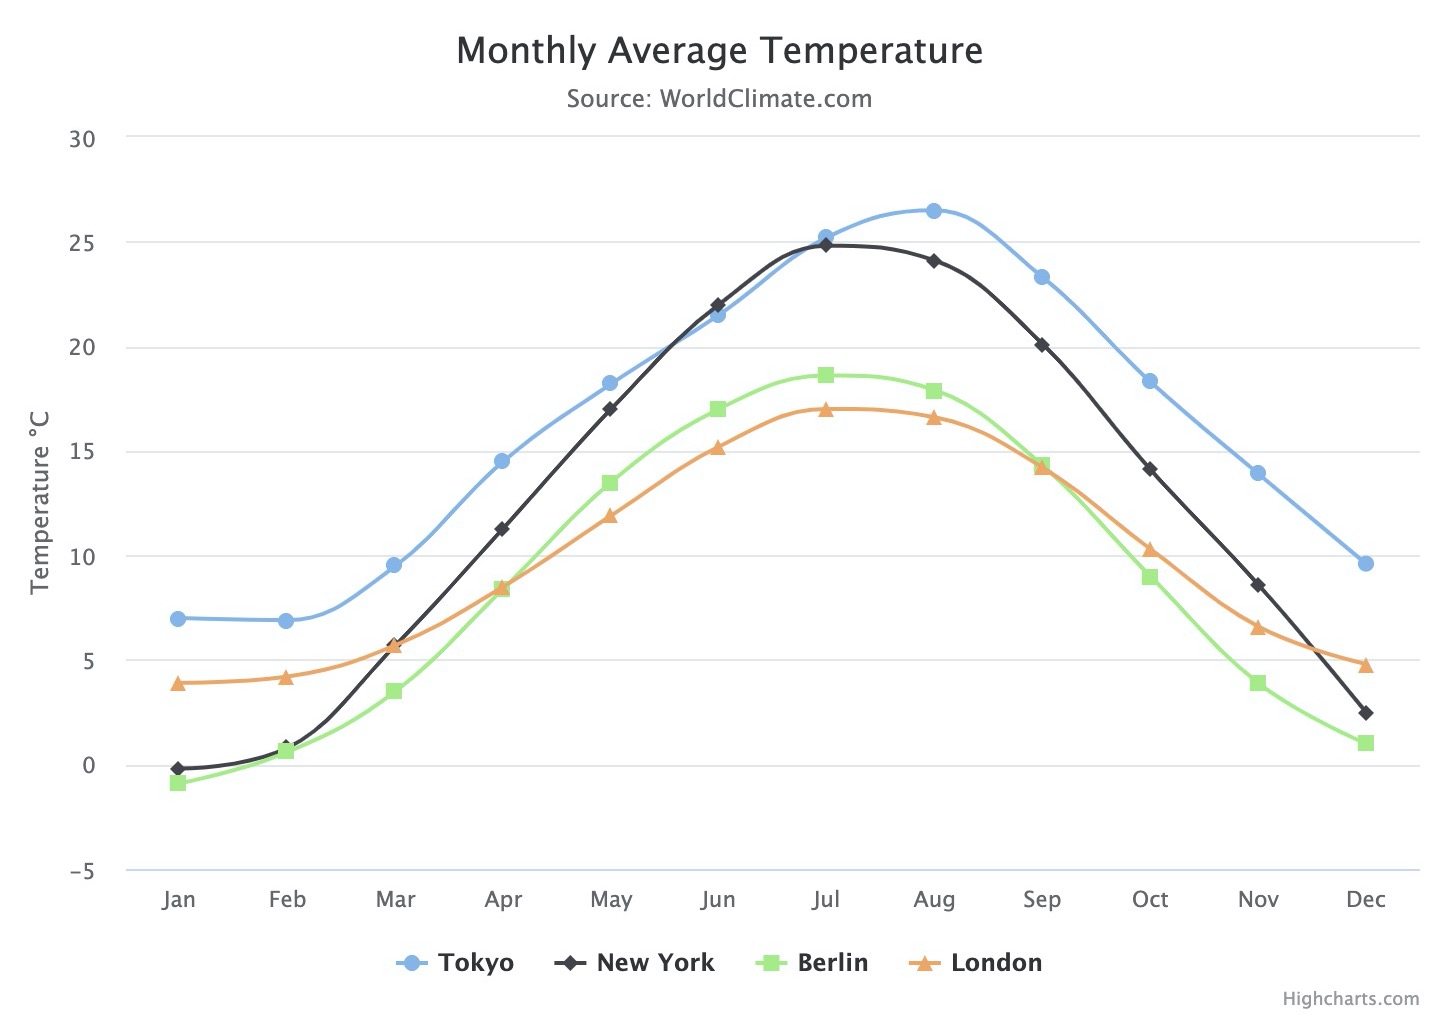 Monthly Average Temperature
Source: WorldClimate.com
Temperature °C
30
25
20
15
10
5
0
−5
Jan Feb Mar Apr May Jun Jul Aug Sep Oct Nov Dec
Tokyo New York Berlin London
Highcharts.com